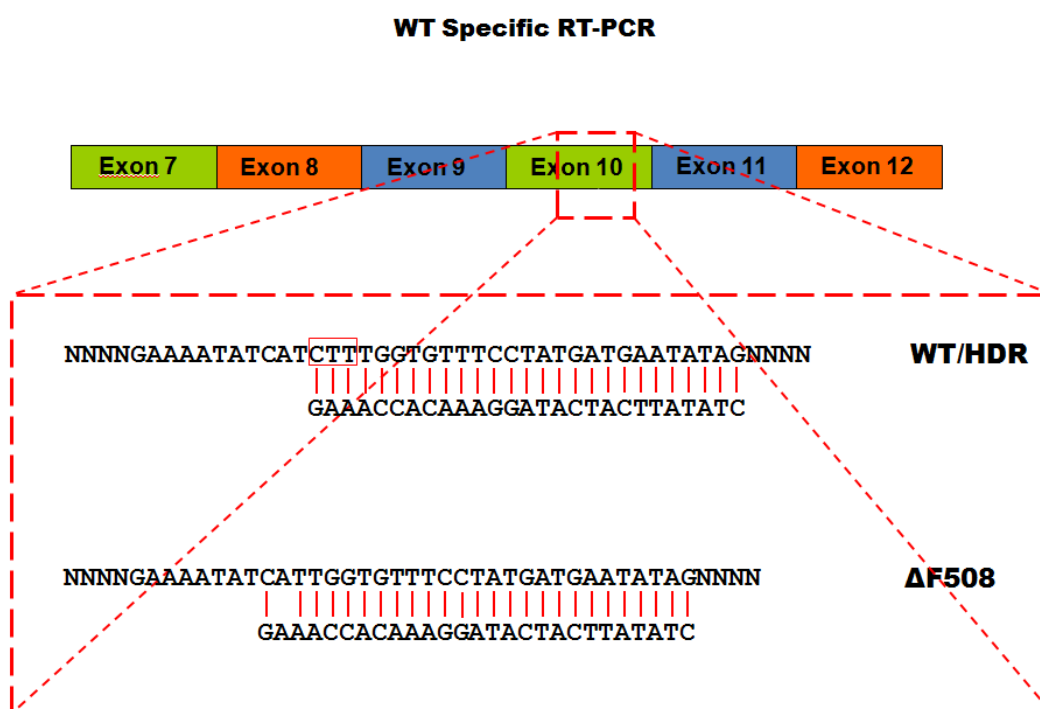 WT Specific RT-PCR
Exon 7 Exon 8 Exon 9 Exon 10 Exon 11 Exon 12
NNNNGAAAATATCATCTTTGGTGTTTCCTATGATGAATATAGNNNN WT/HDR
GAAACCACAAAGGATACTACTTATATC
NNNNGAAAATATCATTGGTGTTTCCTATGATGAATATAGNNNN ΔF508
GAAACCACAAAGGATACTACTTATATC